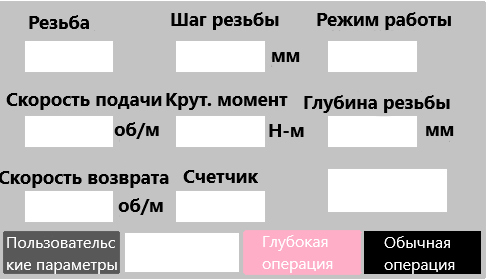 Резьба Шаг резьбы Режим работы
мм
Скорость подачи Крут. момент Глубина резьбы
об/м Н-м мм
Скорость возврата Счетчик
об/м
Пользовательс Глубокая Обычная
кие параметры операция операция